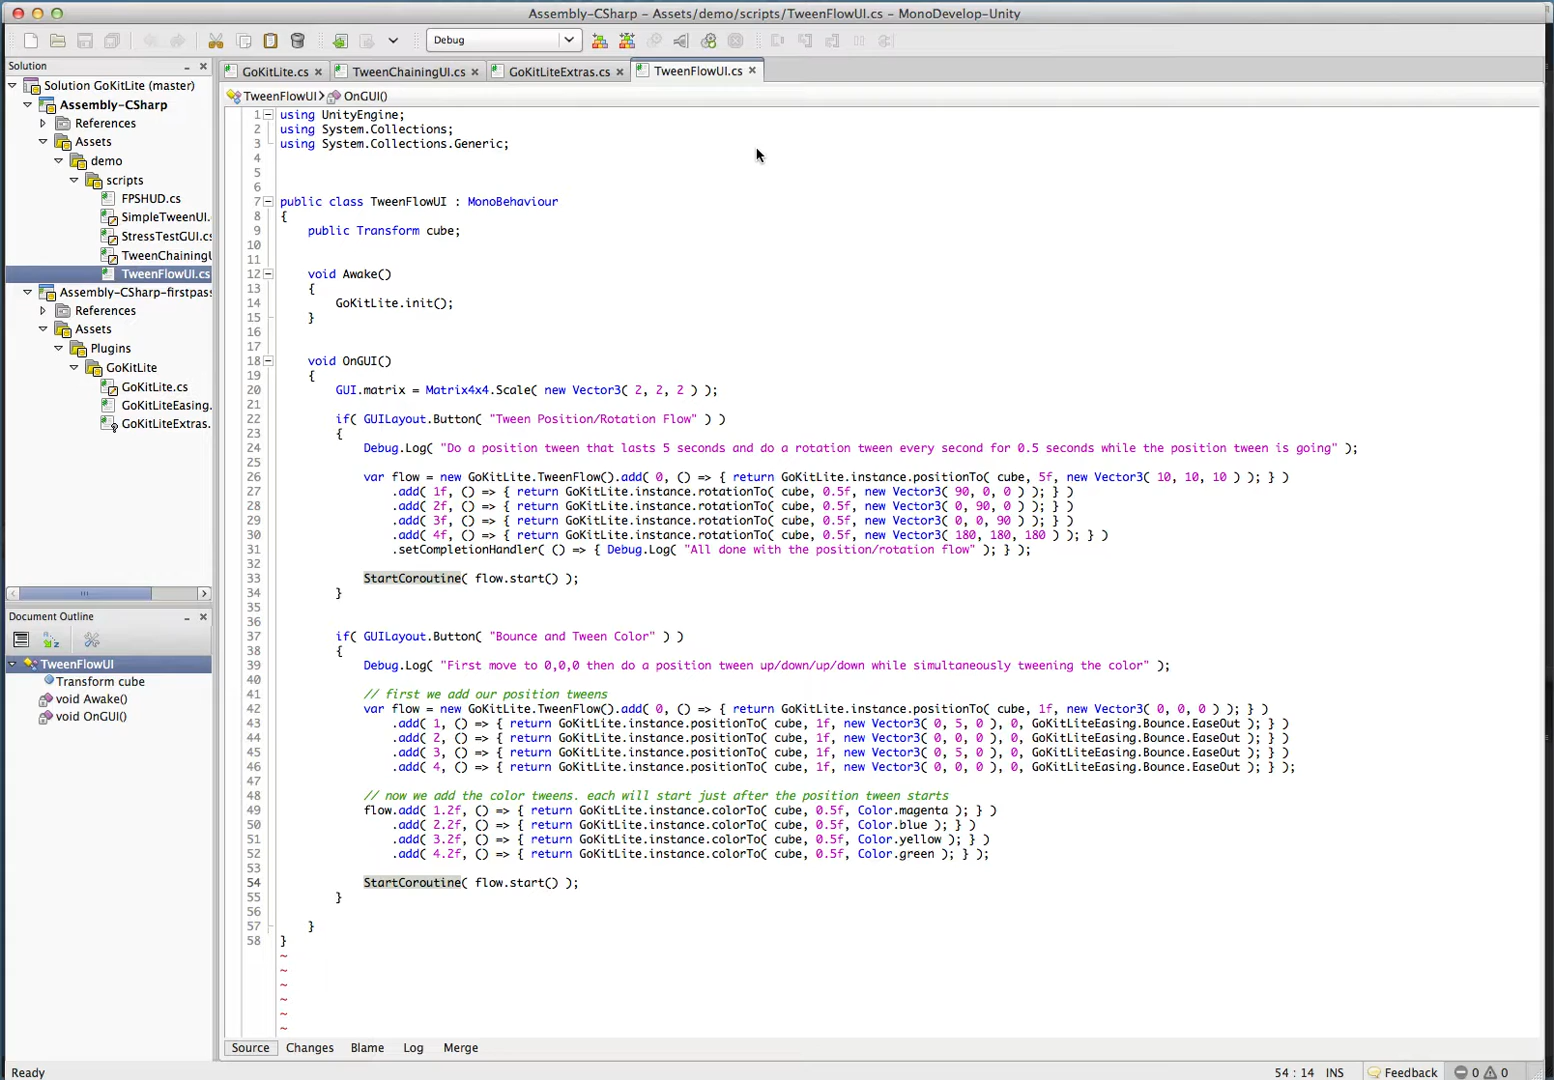 Assembly-CSharp – Assets/demo/scripts/TweenFlowUI.cs – MonoDevelop-Unity
Debug
Solution
Solution GoKitLite (master)
Assembly-CSharp
References
Assets
demo
scripts
FPSHUD.cs
SimpleTweenUI.
StressTestGUI.cs
TweenChainingU
TweenFlowUI.cs
Assembly-CSharp-firstpass
References
Assets
Plugins
GoKitLite
GoKitLite.cs
GoKitLiteEasing.
GoKitLiteExtras.
Document Outline
TweenFlowUI
Transform cube
void Awake()
void OnGUI()
GoKitLite.cs
TweenChainingUI.cs
GoKitLiteExtras.cs
TweenFlowUI.cs
TweenFlowUI
OnGUI()
1 using UnityEngine;
2 using System.Collections;
3 using System.Collections.Generic;
4
5
6
7 public class TweenFlowUI : MonoBehaviour
8 {
9 public Transform cube;
10
11
12 void Awake()
13 {
14 GoKitLite.init();
15 }
16
17
18 void OnGUI()
19 {
20 GUI.matrix = Matrix4x4.Scale( new Vector3( 2, 2, 2 ) );
21
22 if( GUILayout.Button( "Tween Position/Rotation Flow" ) )
23 {
24 Debug.Log( "Do a position tween that lasts 5 seconds and do a rotation tween every second for 0.5 seconds while the position tween is going" );
25
26 var flow = new GoKitLite.TweenFlow().add( 0, () => { return GoKitLite.instance.positionTo( cube, 5f, new Vector3( 10, 10, 10 ) ); } )
27 .add( 1f, () => { return GoKitLite.instance.rotationTo( cube, 0.5f, new Vector3( 90, 0, 0 ) ); } )
28 .add( 2f, () => { return GoKitLite.instance.rotationTo( cube, 0.5f, new Vector3( 0, 90, 0 ) ); } )
29 .add( 3f, () => { return GoKitLite.instance.rotationTo( cube, 0.5f, new Vector3( 0, 0, 90 ) ); } )
30 .add( 4f, () => { return GoKitLite.instance.rotationTo( cube, 0.5f, new Vector3( 180, 180, 180 ) ); } )
31 .setCompletionHandler( () => { Debug.Log( "All done with the position/rotation flow" ); } );
32
33 StartCoroutine( flow.start() );
34 }
35
36
37 if( GUILayout.Button( "Bounce and Tween Color" ) )
38 {
39 Debug.Log( "First move to 0,0,0 then do a position tween up/down/up/down while simultaneously tweening the color" );
40
41 // first we add our position tweens
42 var flow = new GoKitLite.TweenFlow().add( 0, () => { return GoKitLite.instance.positionTo( cube, 1f, new Vector3( 0, 0, 0 ) ); } )
43 .add( 1, () => { return GoKitLite.instance.positionTo( cube, 1f, new Vector3( 0, 5, 0 ), 0, GoKitLiteEasing.Bounce.EaseOut ); } )
44 .add( 2, () => { return GoKitLite.instance.positionTo( cube, 1f, new Vector3( 0, 0, 0 ), 0, GoKitLiteEasing.Bounce.EaseOut ); } )
45 .add( 3, () => { return GoKitLite.instance.positionTo( cube, 1f, new Vector3( 0, 5, 0 ), 0, GoKitLiteEasing.Bounce.EaseOut ); } )
46 .add( 4, () => { return GoKitLite.instance.positionTo( cube, 1f, new Vector3( 0, 0, 0 ), 0, GoKitLiteEasing.Bounce.EaseOut ); } );
47
48 // now we add the color tweens. each will start just after the position tween starts
49 flow.add( 1.2f, () => { return GoKitLite.instance.colorTo( cube, 0.5f, Color.magenta ); } )
50 .add( 2.2f, () => { return GoKitLite.instance.colorTo( cube, 0.5f, Color.blue ); } )
51 .add( 3.2f, () => { return GoKitLite.instance.colorTo( cube, 0.5f, Color.yellow ); } )
52 .add( 4.2f, () => { return GoKitLite.instance.colorTo( cube, 0.5f, Color.green ); } );
53
54 StartCoroutine( flow.start() );
55 }
56
57 }
58 }
~
~
~
~
~
~
Source Changes Blame Log Merge
Ready
54 : 14 INS Feedback 0 0